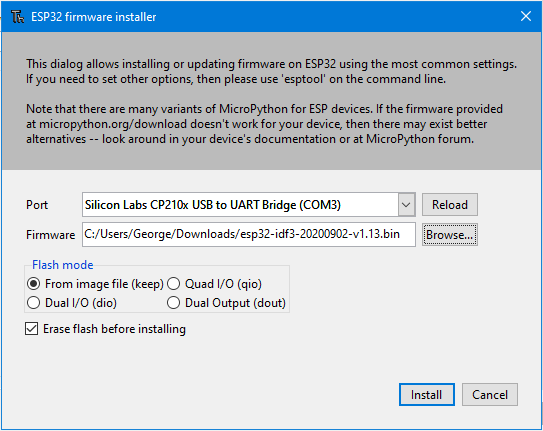 ESP32 firmware installer
This dialog allows installing or updating firmware on ESP32 using the most common settings.
If you need to set other options, then please use 'esptool' on the command line.
Note that there are many variants of MicroPython for ESP devices. If the firmware provided
at micropython.org/download doesn't work for your device, then there may exist better
alternatives -- look around in your device's documentation or at MicroPython forum.
Port Silicon Labs CP210x USB to UART Bridge (COM3) Reload
Firmware C:/Users/George/Downloads/esp32-idf3-20200902-v1.13.bin Browse...
Flash mode
From image file (keep) Quad I/O (qio)
Dual I/O (dio) Dual Output (dout)
Erase flash before installing
Install Cancel